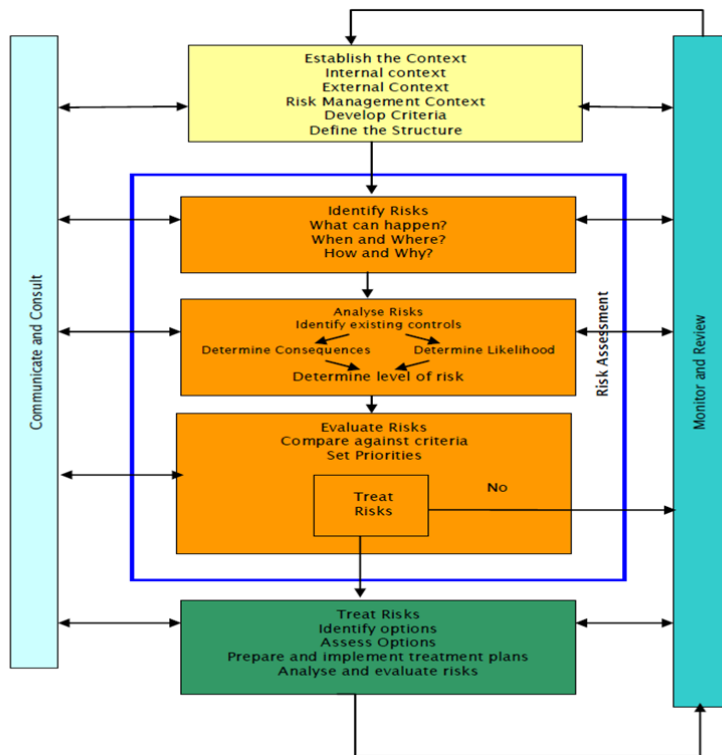 Establish the Context
Internal context
External Context
Risk Management Context
Develop Criteria
Define the Structure
Identify Risks
What can happen?
When and Where?
How and Why?
Analyse Risks
Identify existing controls
Determine Consequences
Determine Likelihood
Determine level of risk
Evaluate Risks
Compare against criteria
Set Priorities
Treat
Risks
No
Treat Risks
Identify options
Assess Options
Prepare and implement treatment plans
Analyse and evaluate risks
Communicate and Consult
Risk Assessment
Monitor and Review